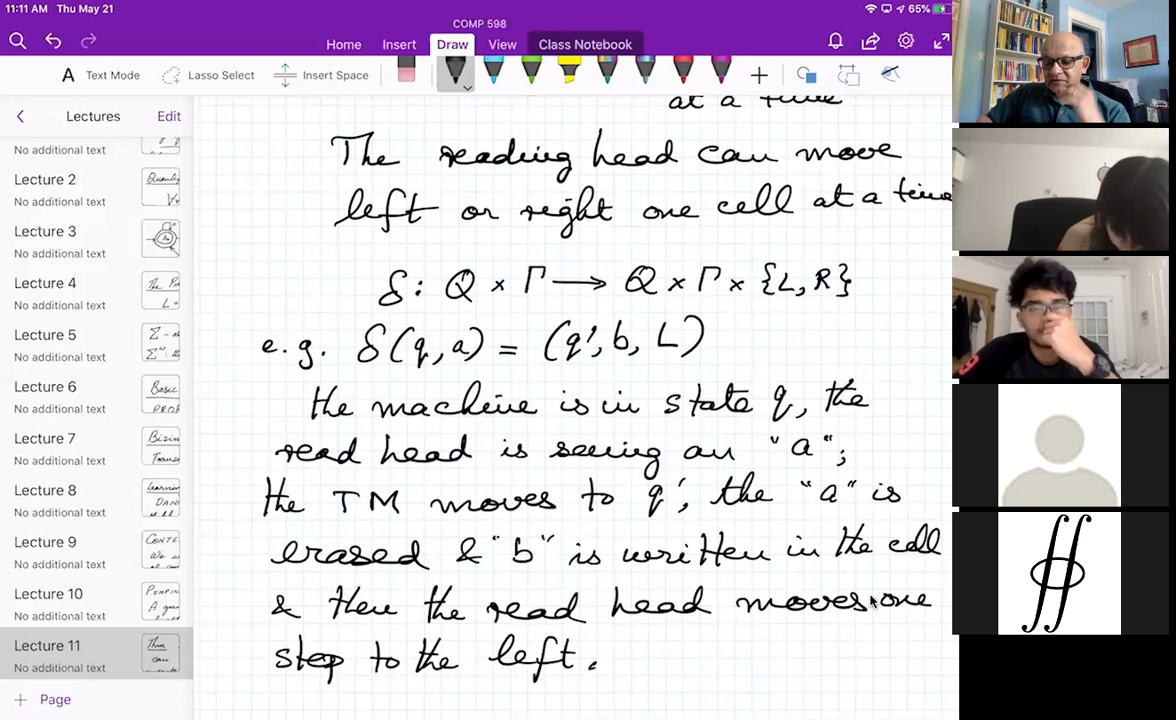 11:11 AM Thu May 21
65%
COMP 598
Home Insert Draw View Class Notebook
A Text Mode Lasso Select Insert Space
Lectures Edit
No additional text
Lecture 2
No additional text
Lecture 3
No additional text
Lecture 4
No additional text
Lecture 5
No additional text
Lecture 6
No additional text
Lecture 7
No additional text
Lecture 8
No additional text
Lecture 9
No additional text
Lecture 10
No additional text
Lecture 11
No additional text
+ Page
at a time
The reading head can move
left or right one cell at a time
δ: Q × Γ ⟶ Q × Γ × {L, R}
e.g. δ(q, a) = (q', b, L)
the machine is in state q, the
read head is seeing an "a";
the TM moves to q', the "a" is
erased & "b" is written in the cell
& then the read head moves one
step to the left.
∯